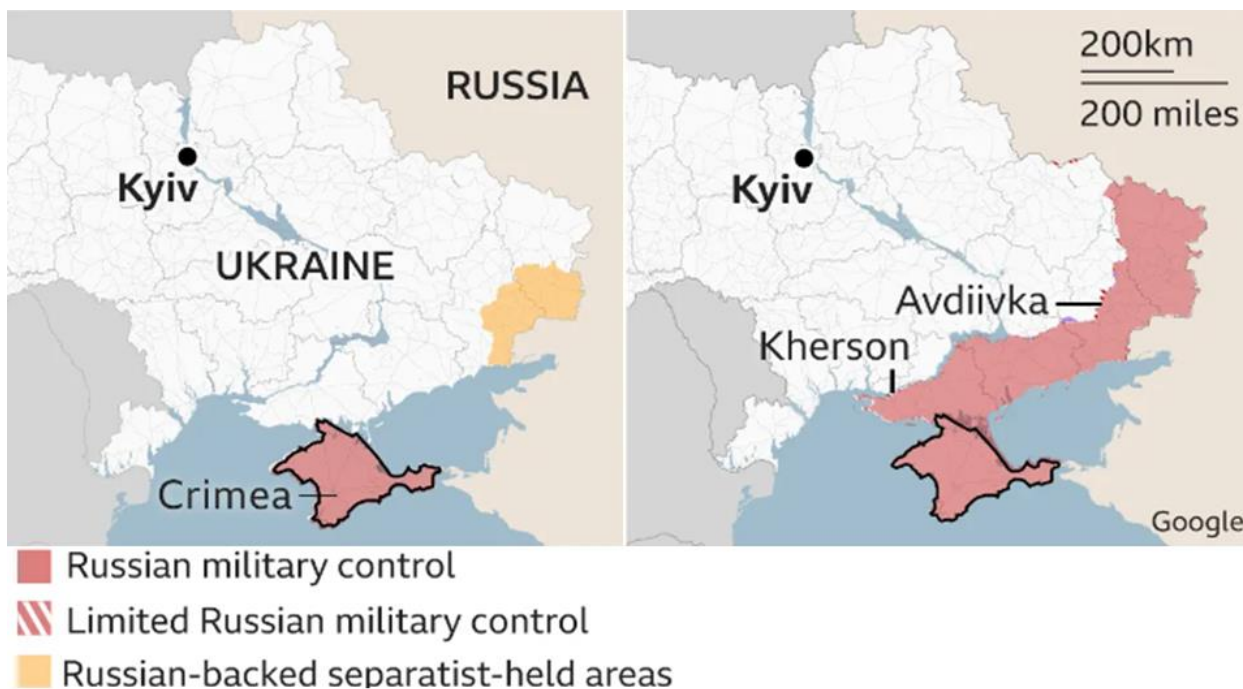 RUSSIA
Kyiv
UKRAINE
Crimea
200km
200 miles
Kyiv
Avdiivka
Kherson
Google
Russian military control
Limited Russian military control
Russian-backed separatist-held areas